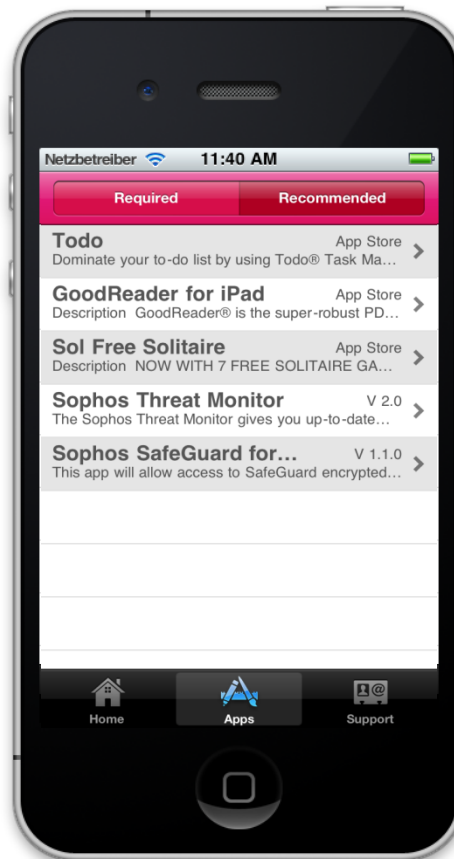 Netzbetreiber 11:40 AM
Required Recommended
Todo App Store
Dominate your to-do list by using Todo® Task Ma...
GoodReader for iPad App Store
Description GoodReader® is the super-robust PD...
Sol Free Solitaire App Store
Description NOW WITH 7 FREE SOLITAIRE GA...
Sophos Threat Monitor V 2.0
The Sophos Threat Monitor gives you up-to-date...
Sophos SafeGuard for... V 1.1.0
This app will allow access to SafeGuard encrypted...
Home Apps Support